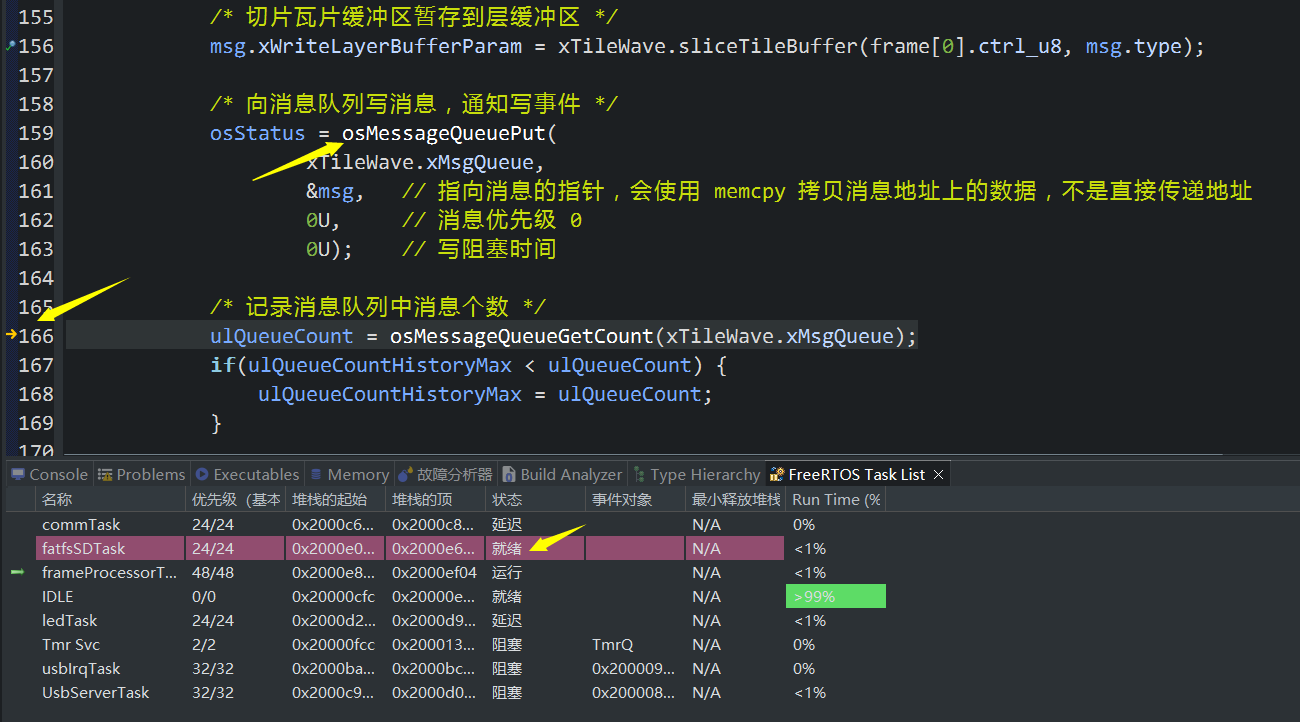 155 /* 切片瓦片缓冲区暂存到层缓冲区 */
156 msg.xWriteLayerBufferParam = xTileWave.sliceTileBuffer(frame[0].ctrl_u8, msg.type);
157
158 /* 向消息队列写消息，通知写事件 */
159 osStatus = osMessageQueuePut(
160 xTileWave.xMsgQueue,
161 &msg, // 指向消息的指针，会使用 memcpy 拷贝消息地址上的数据，不是直接传递地址
162 0U, // 消息优先级 0
163 0U); // 写阻塞时间
164
165 /* 记录消息队列中消息个数 */
166 ulQueueCount = osMessageQueueGetCount(xTileWave.xMsgQueue);
167 if(ulQueueCountHistoryMax < ulQueueCount) {
168 ulQueueCountHistoryMax = ulQueueCount;
169 }
170
Console Problems Executables Memory 故障分析器 Build Analyzer Type Hierarchy FreeRTOS Task List
名称 优先级（基本 堆栈的起始 堆栈的顶 状态 事件对象 最小释放堆栈 Run Time (%
commTask 24/24 0x2000c6... 0x2000c8... 延迟 N/A 0%
fatfsSDTask 24/24 0x2000e0... 0x2000e6... 就绪 N/A <1%
frameProcessorT... 48/48 0x2000e8... 0x2000ef04 运行 N/A <1%
IDLE 0/0 0x20000cfc 0x20000e... 就绪 N/A >99%
ledTask 24/24 0x2000d2... 0x2000d9... 延迟 N/A <1%
Tmr Svc 2/2 0x20000fcc 0x200013... 阻塞 TmrQ N/A 0%
usbIrqTask 32/32 0x2000ba... 0x2000bc... 阻塞 0x200009... N/A 0%
UsbServerTask 32/32 0x2000c9... 0x2000d0... 阻塞 0x200008... N/A <1%